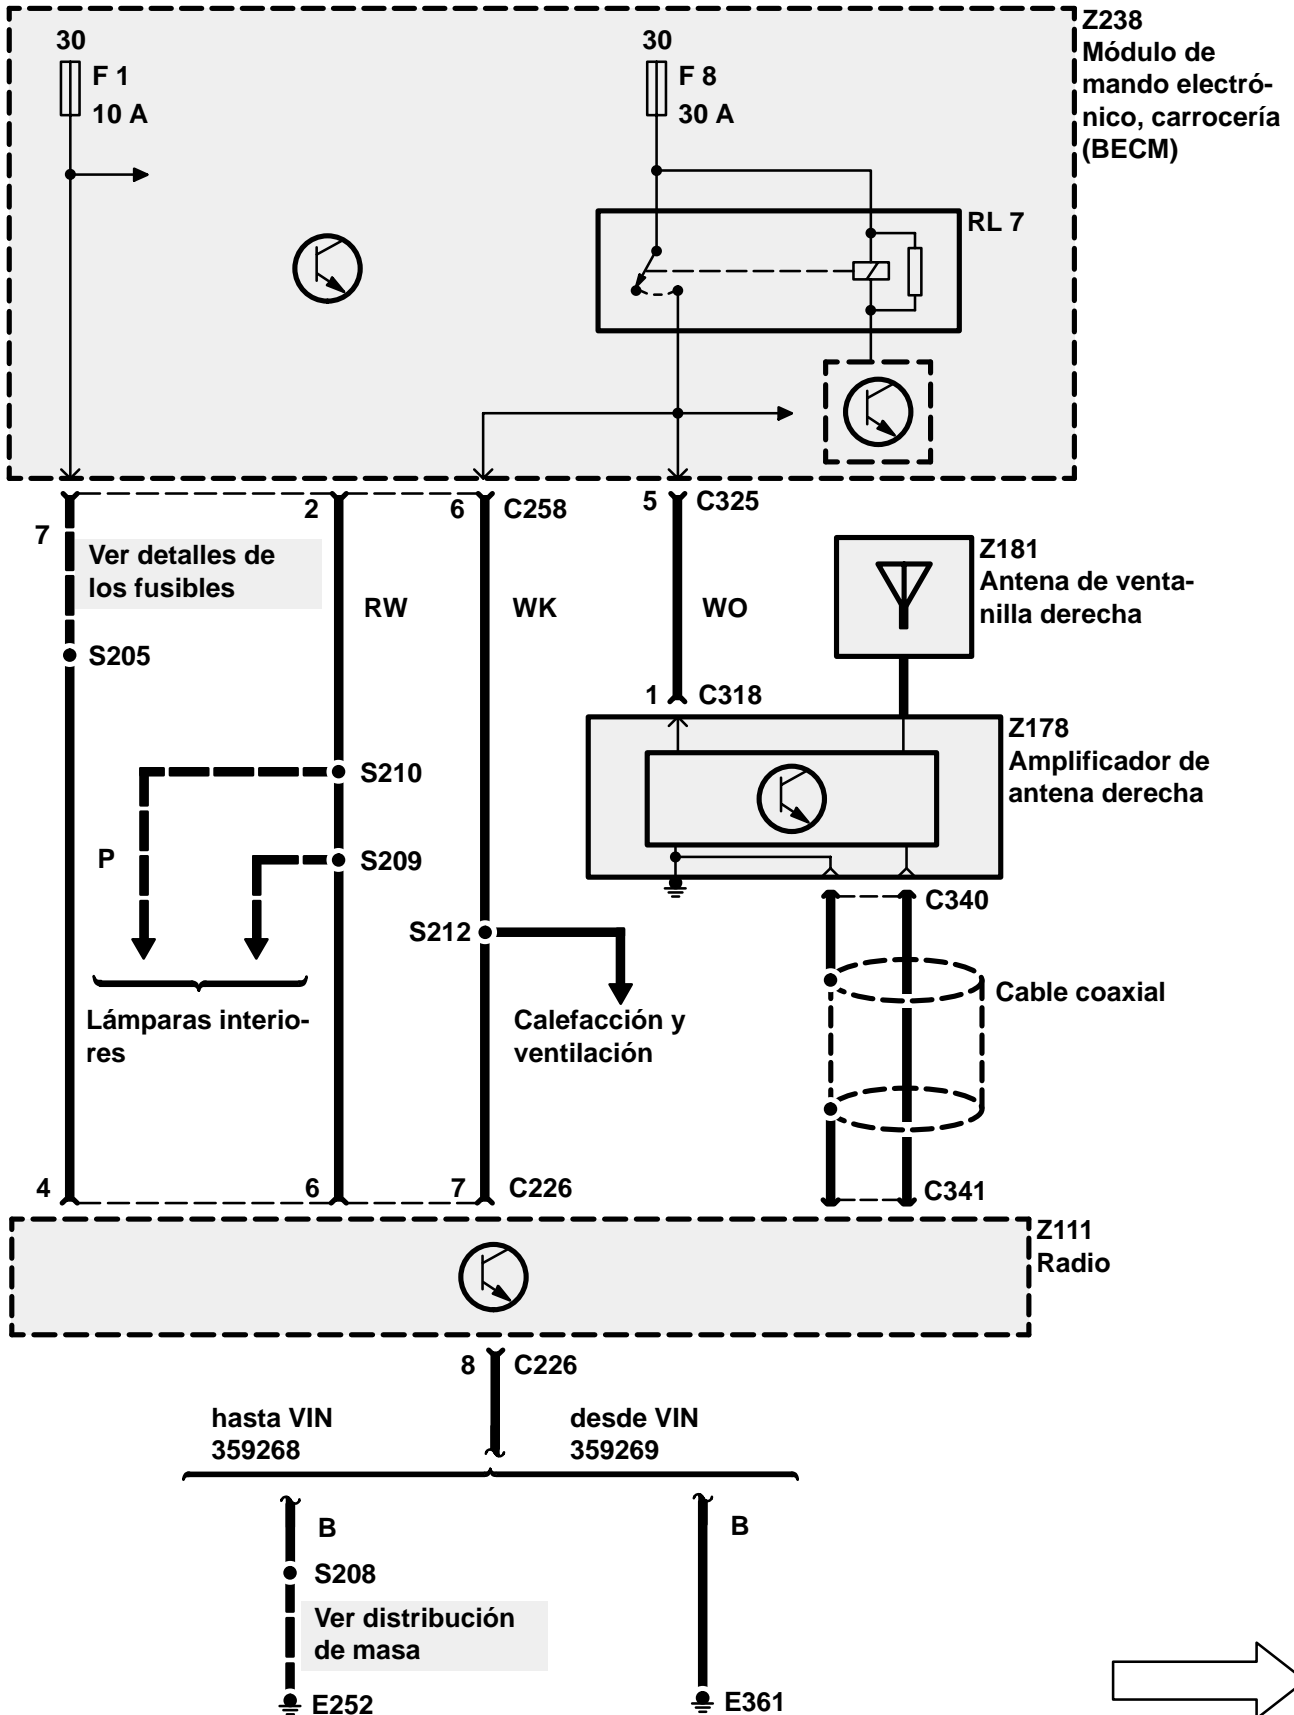 30
F 1
10 A
30
F 8
30 A
Z238
Módulo de
mando electró-
nico, carrocería
(BECM)
RL 7
7
2
6
C258
5
C325
Ver detalles de
los fusibles
RW
WK
WO
Z181
Antena de venta-
nilla derecha
S205
1
C318
Z178
Amplificador de
antena derecha
S210
P
S209
S212
C340
Cable coaxial
Lámparas interio-
res
Calefacción y
ventilación
4
6
7
C226
C341
Z111
Radio
8
C226
hasta VIN
359268
desde VIN
359269
B
B
S208
Ver distribución
de masa
E252
E361